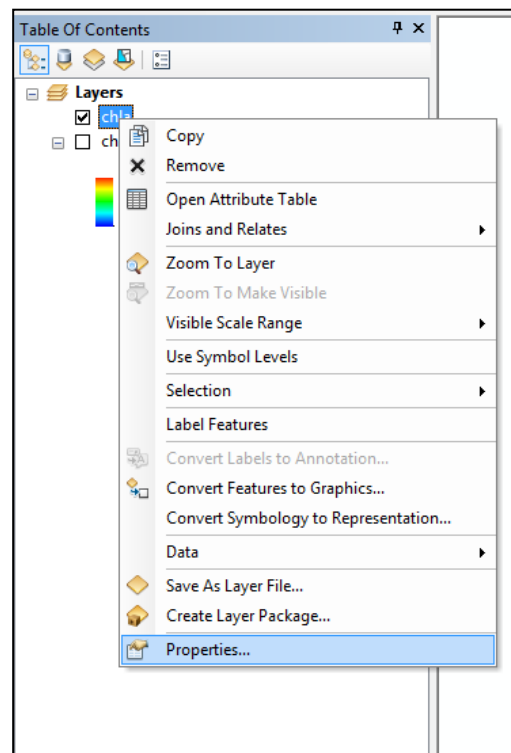 Table Of Contents
Layers
chla
ch
Copy
Remove
Open Attribute Table
Joins and Relates
Zoom To Layer
Zoom To Make Visible
Visible Scale Range
Use Symbol Levels
Selection
Label Features
Convert Labels to Annotation...
Convert Features to Graphics...
Convert Symbology to Representation...
Data
Save As Layer File...
Create Layer Package...
Properties...